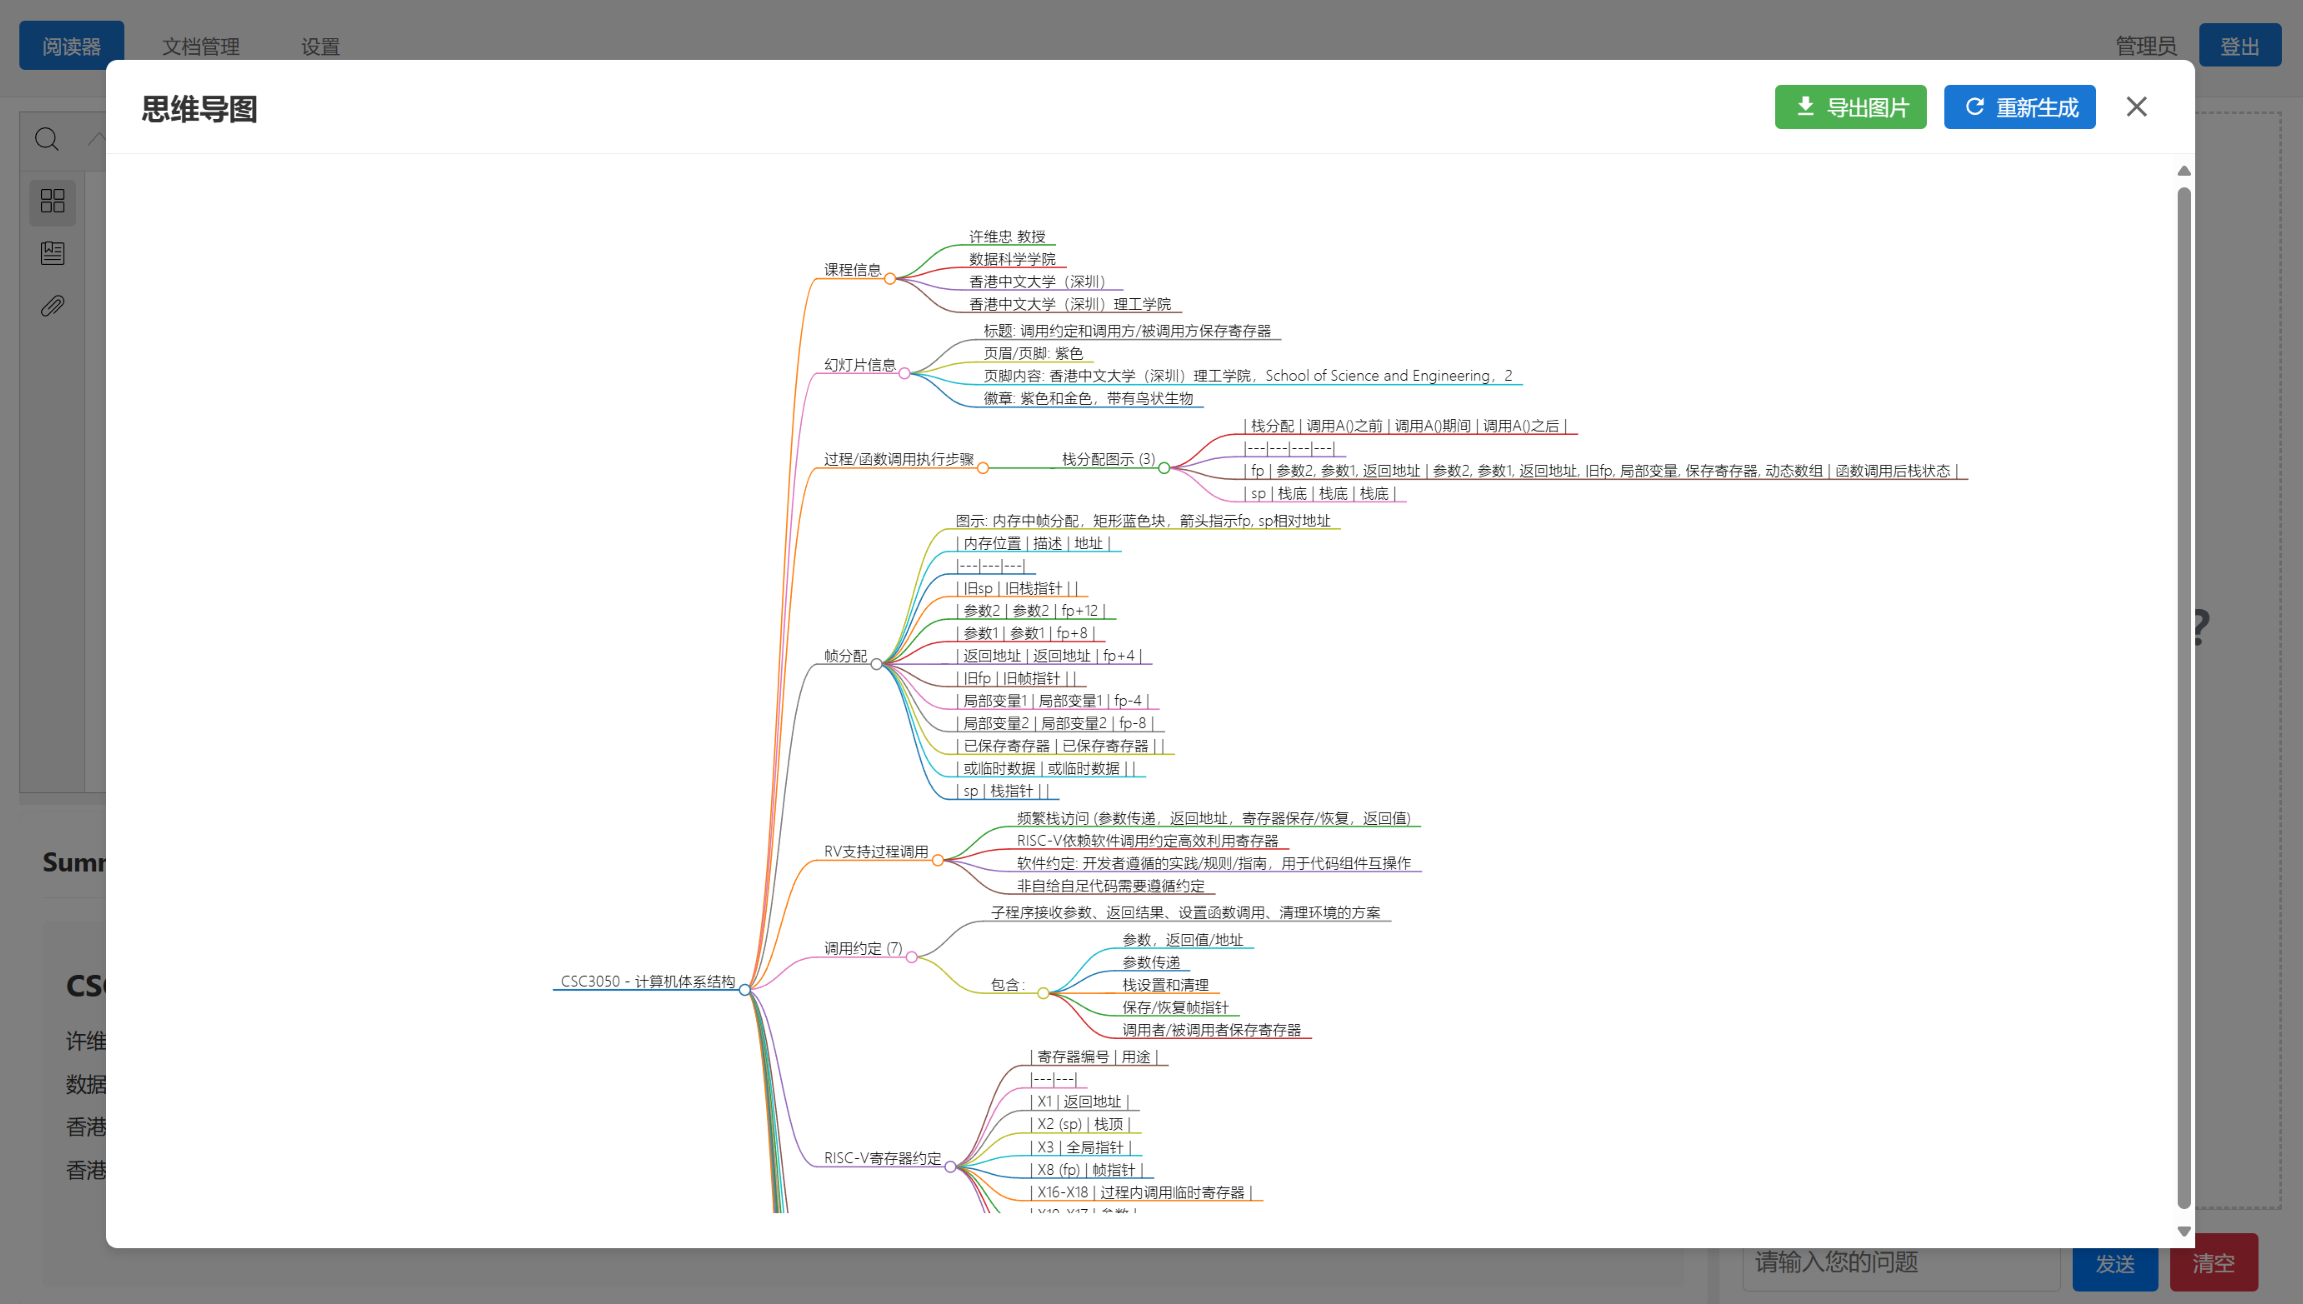 阅读器
文档管理
设置
管理员
登出
思维导图
导出图片
重新生成
许维忠 教授
数据科学学院
香港中文大学（深圳）
香港中文大学（深圳）理工学院
课程信息
标题: 调用约定和调用方/被调用方保存寄存器
页眉/页脚: 紫色
页脚内容: 香港中文大学（深圳）理工学院，School of Science and Engineering，2
徽章: 紫色和金色，带有鸟状生物
幻灯片信息
过程/函数调用执行步骤
栈分配图示 (3)
| 栈分配 | 调用A()之前 | 调用A()期间 | 调用A()之后 |
|---|---|---|---|
| fp | 参数2, 参数1, 返回地址 | 参数2, 参数1, 返回地址, 旧fp, 局部变量, 保存寄存器, 动态数组 | 函数调用后栈状态 |
| sp | 栈底 | 栈底 | 栈底 |
帧分配
图示: 内存中帧分配，矩形蓝色块，箭头指示fp, sp相对地址
| 内存位置 | 描述 | 地址 |
|---|---|---|
| 旧sp | 旧栈指针 | |
| 参数2 | 参数2 | fp+12 |
| 参数1 | 参数1 | fp+8 |
| 返回地址 | 返回地址 | fp+4 |
| 旧fp | 旧帧指针 | |
| 局部变量1 | 局部变量1 | fp-4 |
| 局部变量2 | 局部变量2 | fp-8 |
| 已保存寄存器 | 已保存寄存器 | |
| 或临时数据 | 或临时数据 | |
| sp | 栈指针 | |
RV支持过程调用
频繁栈访问 (参数传递，返回地址，寄存器保存/恢复，返回值)
RISC-V依赖软件调用约定高效利用寄存器
软件约定: 开发者遵循的实践/规则/指南，用于代码组件互操作
非自给自足代码需要遵循约定
调用约定 (7)
子程序接收参数、返回结果、设置函数调用、清理环境的方案
包含：
参数，返回值/地址
参数传递
栈设置和清理
保存/恢复帧指针
调用者/被调用者保存寄存器
CSC3050 - 计算机体系结构
RISC-V寄存器约定
| 寄存器编号 | 用途 |
|---|---|
| X1 | 返回地址 |
| X2 (sp) | 栈顶 |
| X3 | 全局指针 |
| X8 (fp) | 帧指针 |
| X16-X18 | 过程内调用临时寄存器 |
Summ
CS
许维
数据
香港
香港
?
请输入您的问题
发送
清空